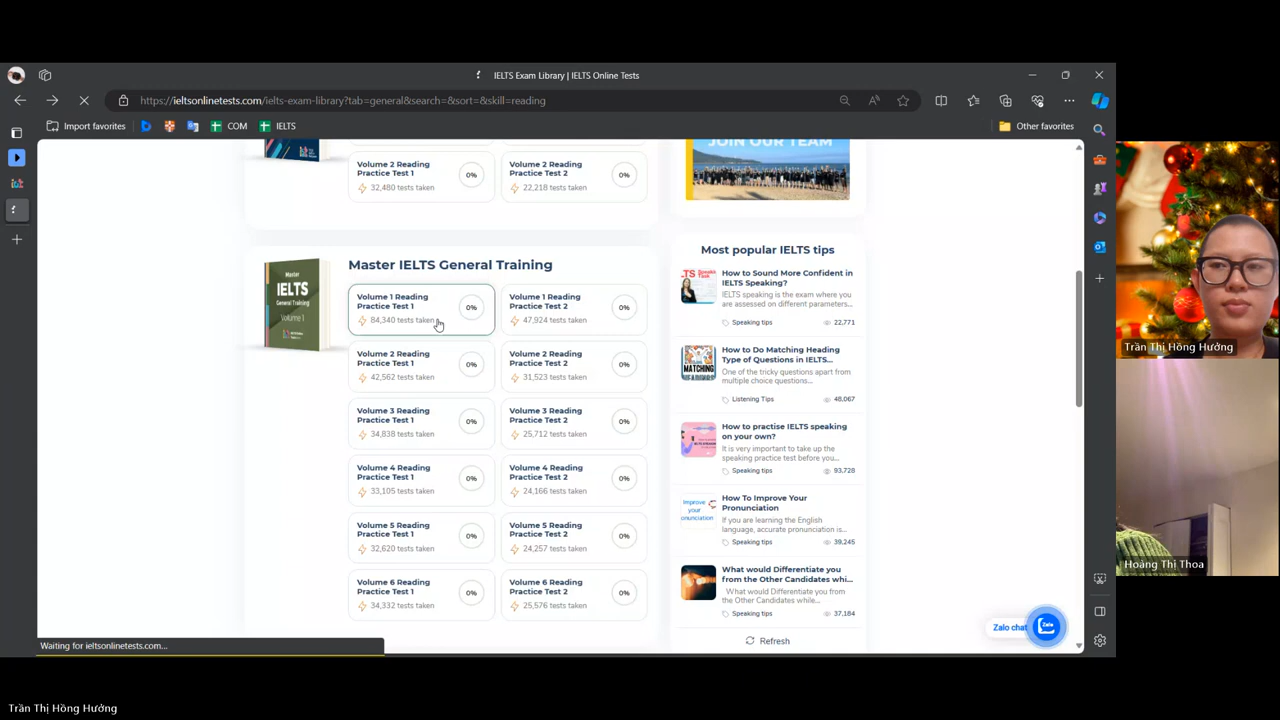 IELTS Exam Library | IELTS Online Tests
https://ieltsonlinetests.com/ielts-exam-library?tab=general&search=&sort=&skill=reading
Import favorites
COM
IELTS
Other favorites
JOIN OUR TEAM
Volume 2 Reading
Practice Test 1
32,480 tests taken
0%
Volume 2 Reading
Practice Test 2
22,218 tests taken
0%
Master
IELTS
General Training
Volume 1
Master IELTS General Training
Volume 1 Reading
Practice Test 1
84,340 tests taken
0%
Volume 1 Reading
Practice Test 2
47,924 tests taken
0%
Volume 2 Reading
Practice Test 1
42,562 tests taken
0%
Volume 2 Reading
Practice Test 2
31,523 tests taken
0%
Volume 3 Reading
Practice Test 1
34,838 tests taken
0%
Volume 3 Reading
Practice Test 2
25,712 tests taken
0%
Volume 4 Reading
Practice Test 1
33,105 tests taken
0%
Volume 4 Reading
Practice Test 2
24,166 tests taken
0%
Volume 5 Reading
Practice Test 1
32,620 tests taken
0%
Volume 5 Reading
Practice Test 2
24,257 tests taken
0%
Volume 6 Reading
Practice Test 1
34,332 tests taken
0%
Volume 6 Reading
Practice Test 2
25,576 tests taken
0%
Most popular IELTS tips
How to Sound More Confident in
IELTS Speaking?
IELTS speaking is the exam where you
are assessed on different parameters...
Speaking tips
22,771
MATCHING
How to Do Matching Heading
Type of Questions in IELTS...
One of the tricky questions apart from
multiple choice questions...
Listening Tips
48,067
How to practise IELTS speaking
on your own?
It is very important to take up the
speaking practice test before you...
Speaking tips
93,728
Improve
your
How To Improve Your
Pronunciation
If you are learning the English
language, accurate pronunciation is...
Speaking tips
39,245
What would Differentiate you
from the Other Candidates whi...
What would Differentiate you
from the Other Candidates while...
Speaking tips
37,184
Refresh
Zalo chat
Zalo
Waiting for ieltsonlinetests.com...
Trần Thị Hồng Hưởng
Hoàng Thị Thoa
Trần Thị Hồng Hưởng